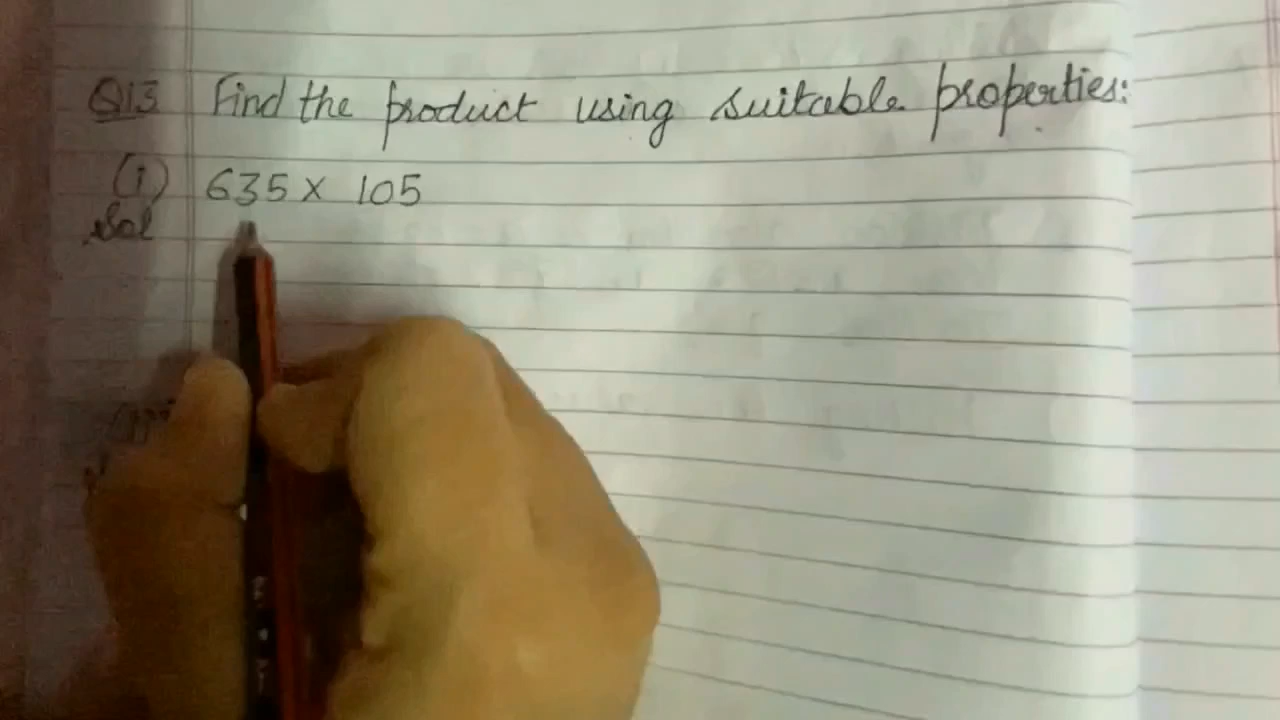 Q13 Find the product using suitable properties:
(i) 635 x 105
Sol